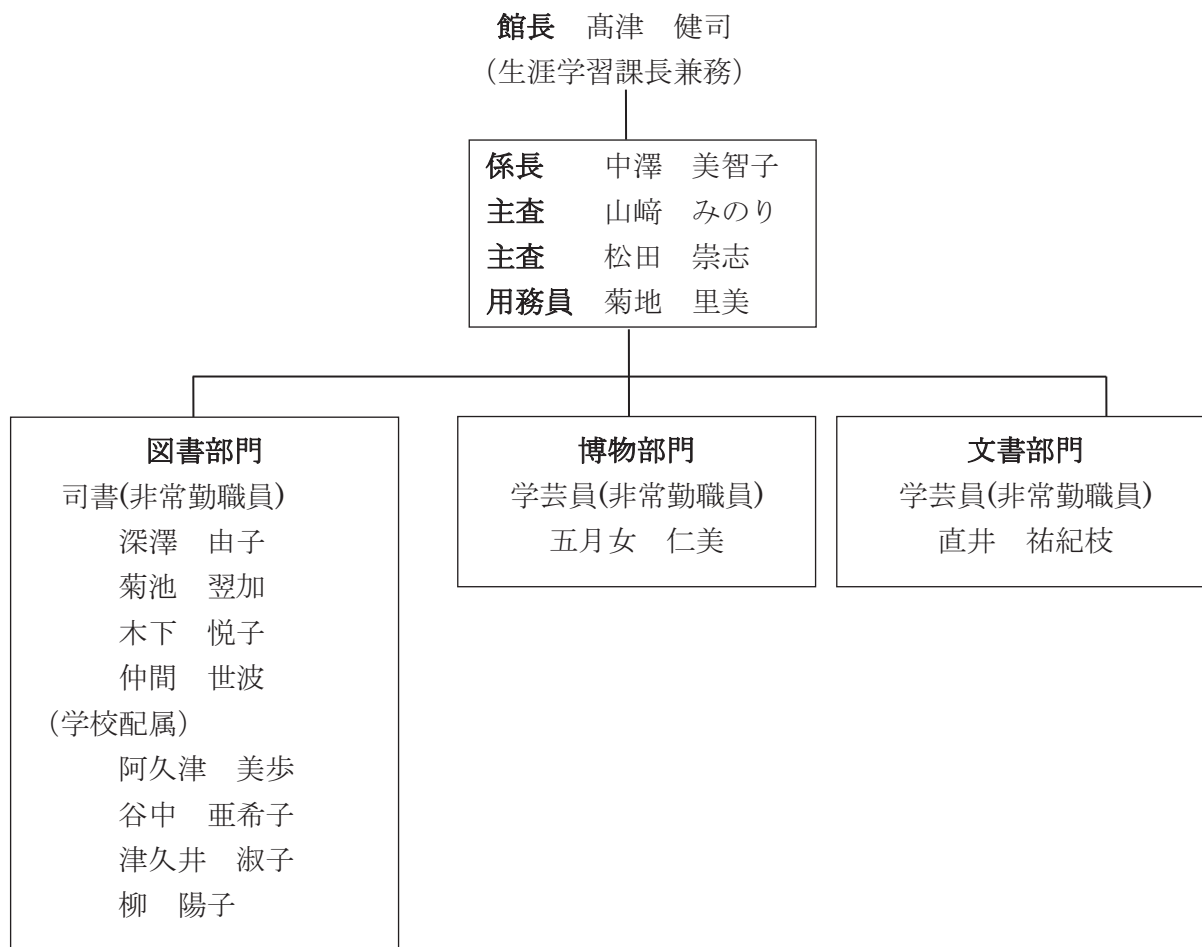 館長　髙津　健司
（生涯学習課長兼務）
係長　中澤　美智子
主査　山﨑　みのり
主査　松田　崇志
用務員　菊地　里美
図書部門
司書(非常勤職員)
深澤　由子
菊池　翌加
木下　悦子
仲間　世波
（学校配属）
阿久津　美歩
谷中　亜希子
津久井　淑子
柳　陽子
博物部門
学芸員(非常勤職員)
五月女　仁美
文書部門
学芸員(非常勤職員)
直井　祐紀枝